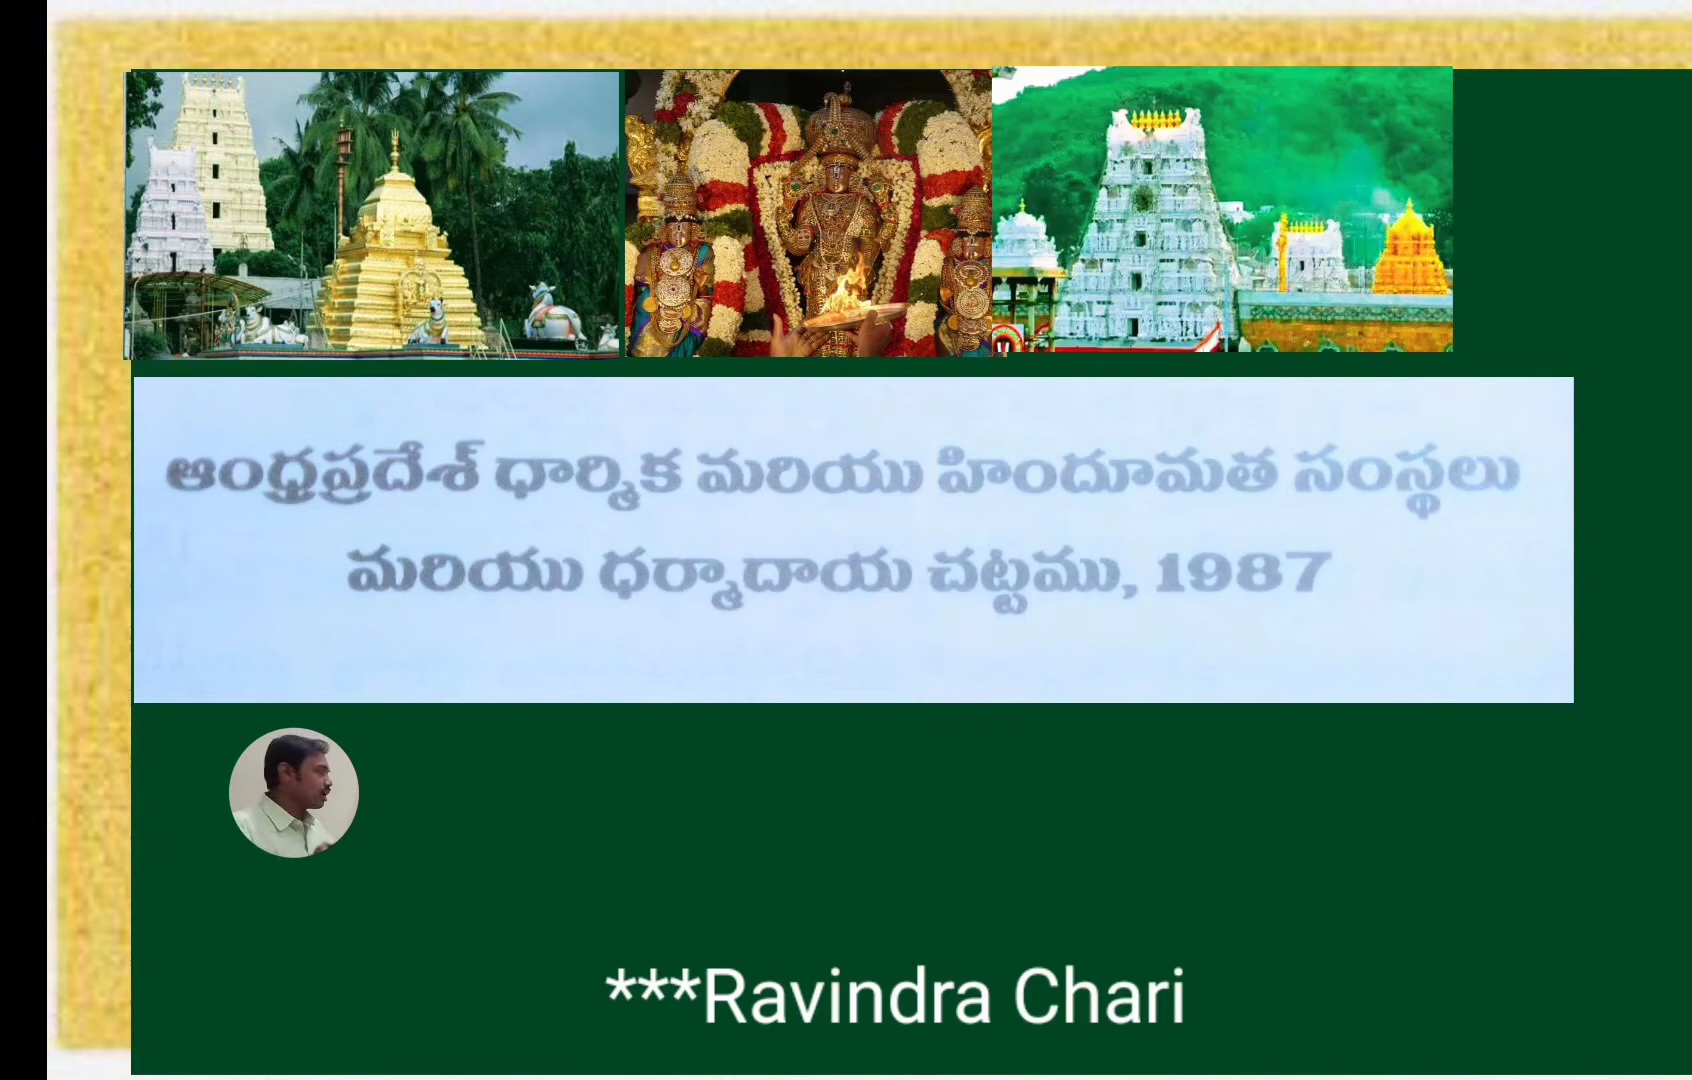 ఆంధ్రప్రదేశ్ ధార్మిక మరియు హిందూమత సంస్థలు
మరియు ధర్మాదాయ చట్టము, 1987
***Ravindra Chari